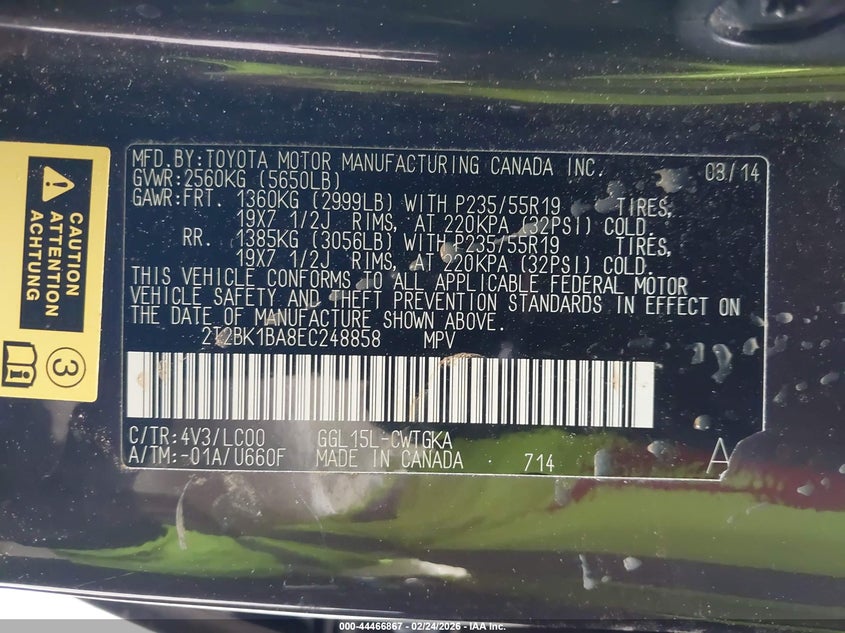 CAUTION
ATTENTION
ACHTUNG
3
MFD.BY:TOYOTA MOTOR MANUFACTURING CANADA INC. 03/14
GVWR:2560KG (5650LB)
GAWR:FRT. 1360KG (2999LB) WITH P235/55R19 TIRES,
19X7 1/2J RIMS, AT 220KPA (32PSI) COLD.
RR. 1385KG (3056LB) WITH P235/55R19 TIRES,
19X7 1/2J RIMS, AT 220KPA (32PSI) COLD.
THIS VEHICLE CONFORMS TO ALL APPLICABLE FEDERAL MOTOR
VEHICLE SAFETY AND THEFT PREVENTION STANDARDS IN EFFECT ON
THE DATE OF MANUFACTURE SHOWN ABOVE.
2T2BK1BA8EC248858 MPV
C/TR:4V3/LC00 GGL15L-CWTGKA
A/TM:-01A/U660F MADE IN CANADA 714 A
000-44466867 - 02/24/2026 - IAA Inc.